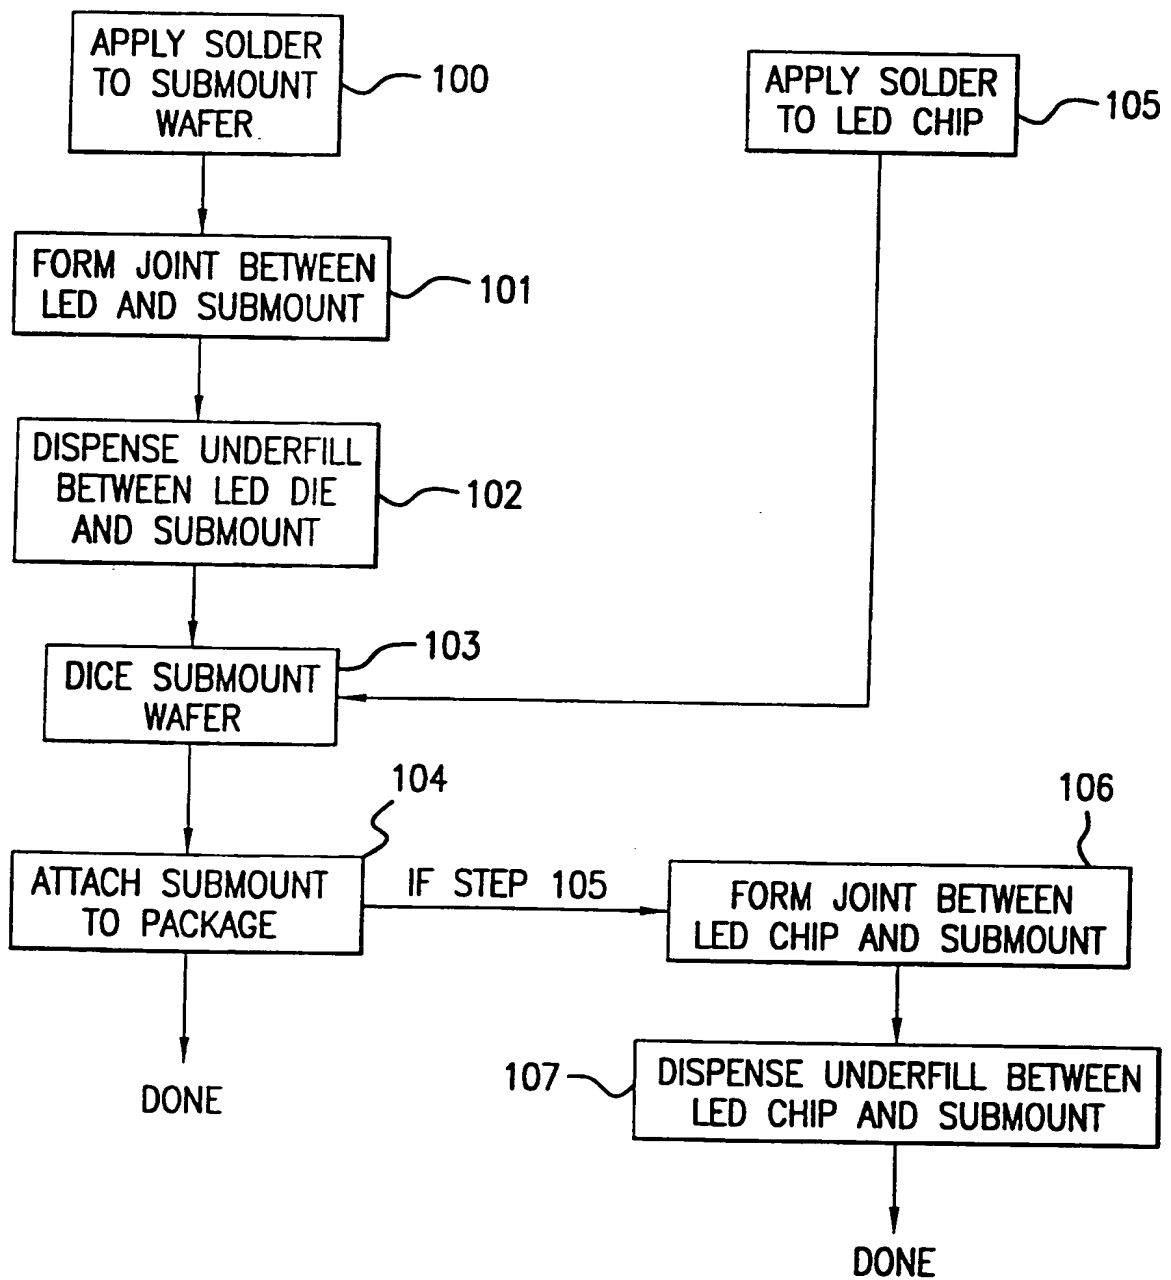 APPLY SOLDER
TO SUBMOUNT
WAFER
100
APPLY SOLDER
TO LED CHIP
105
FORM JOINT BETWEEN
LED AND SUBMOUNT
101
DISPENSE UNDERFILL
BETWEEN LED DIE
AND SUBMOUNT
102
DICE SUBMOUNT
WAFER
103
ATTACH SUBMOUNT
TO PACKAGE
104
IF STEP 105
106
FORM JOINT BETWEEN
LED CHIP AND SUBMOUNT
107
DISPENSE UNDERFILL BETWEEN
LED CHIP AND SUBMOUNT
DONE
DONE